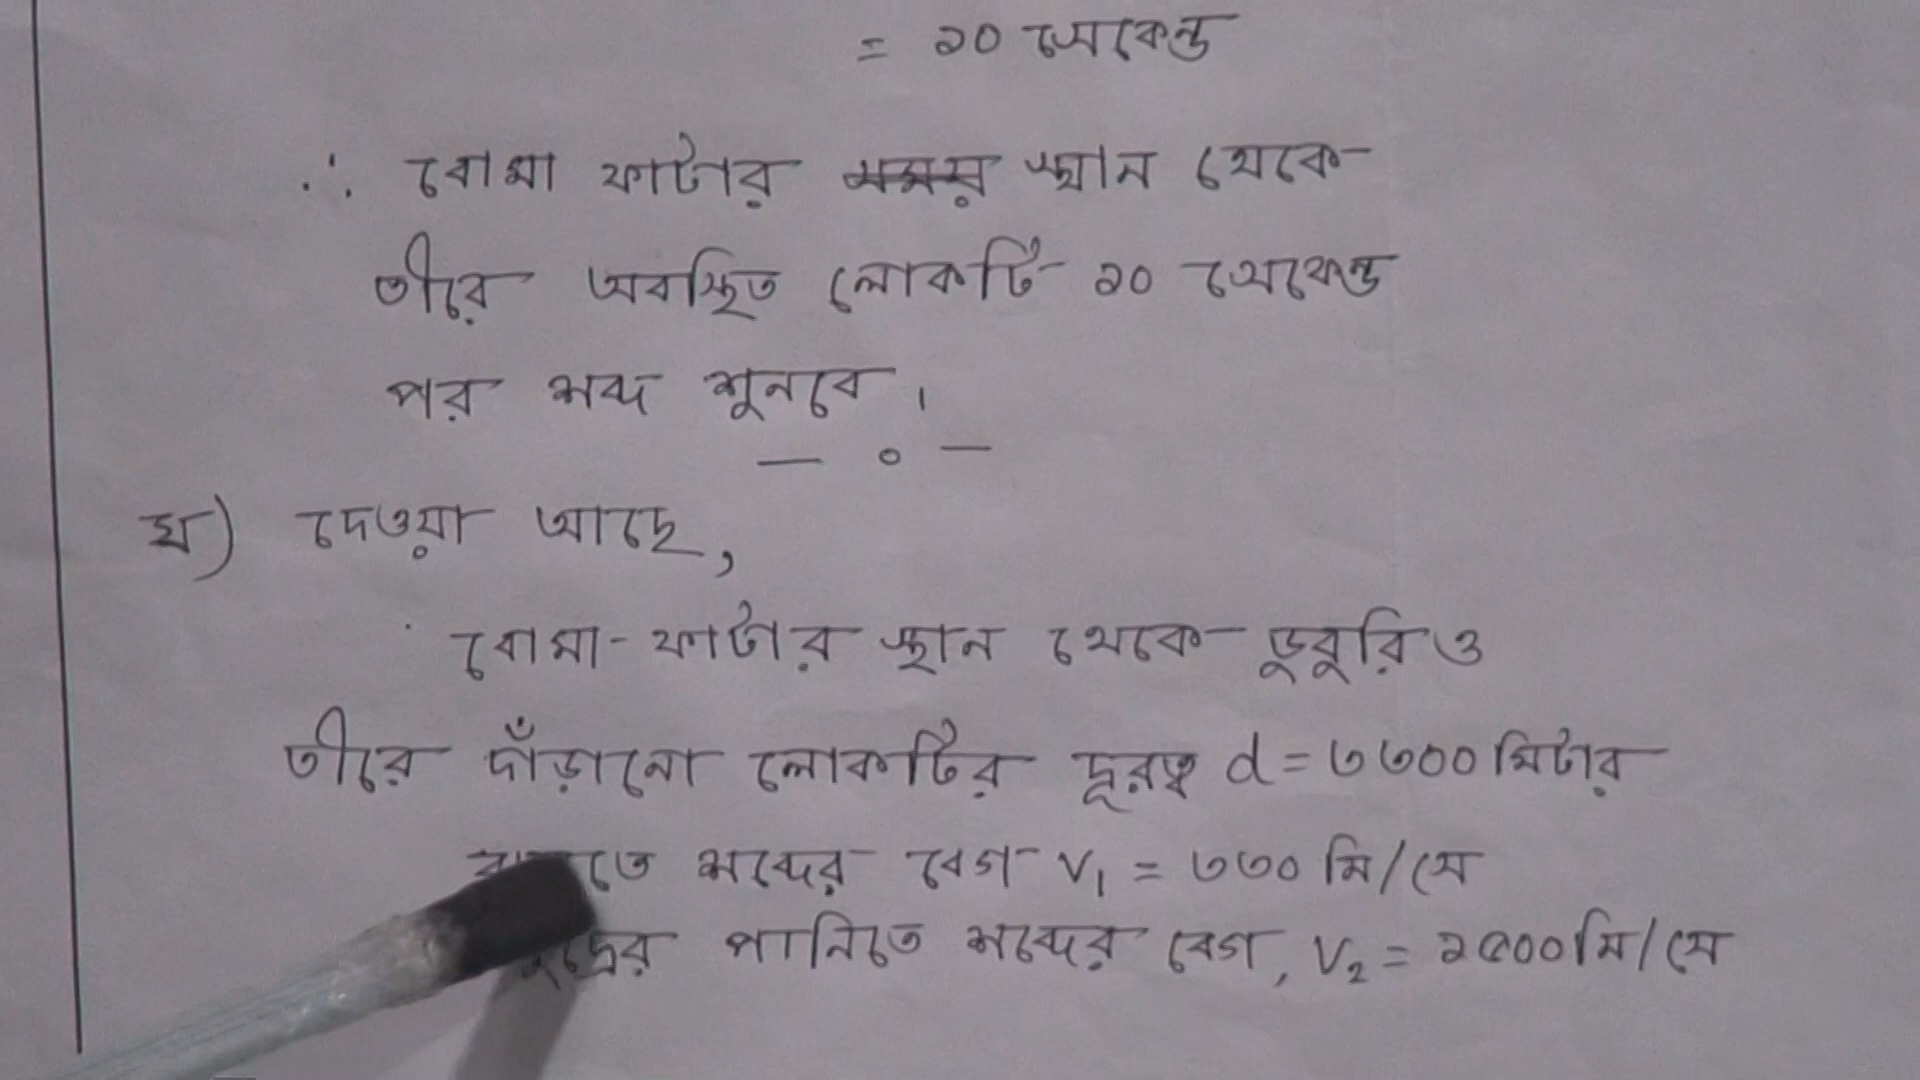 = ১০ সেকেন্ড
∴ বোমা ফাটার সময় স্থান থেকে
তীরে অবস্থিত লোকটি ১০ সেকেন্ড
পর শব্দ শুনবে।
— ০ —
ঘ) দেওয়া আছে,
বোমা-ফাটার স্থান থেকে ডুবুরি ও
তীরে দাঁড়ানো লোকটির দূরত্ব d = ৩৩০০ মিটার
শব্দের বেগ v₁ = ৩৩০ মি/সে
পানিতে শব্দের বেগ, v₂ = ১৫০০ মি/সে